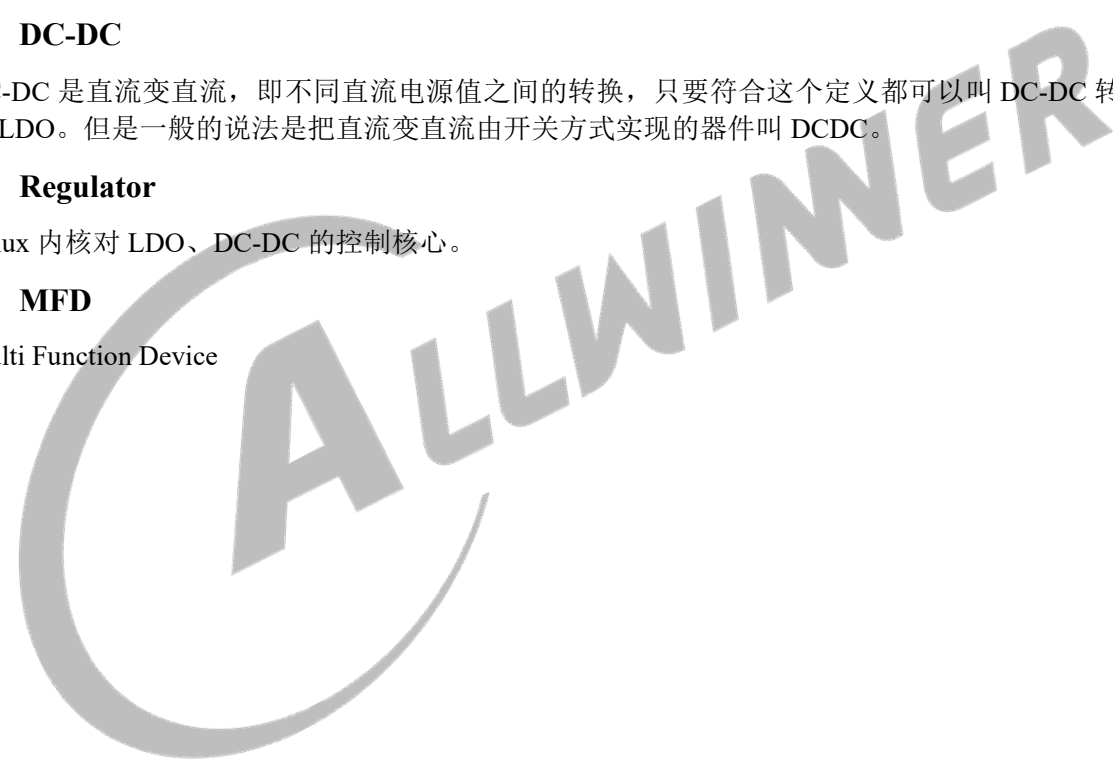 DC-DC
C-DC 是直流变直流，即不同直流电源值之间的转换，只要符合这个定义都可以叫 DC-DC 转
LDO。但是一般的说法是把直流变直流由开关方式实现的器件叫 DCDC。
Regulator
ux 内核对 LDO、DC-DC 的控制核心。
MFD
lti Function Device
ALLWINNER